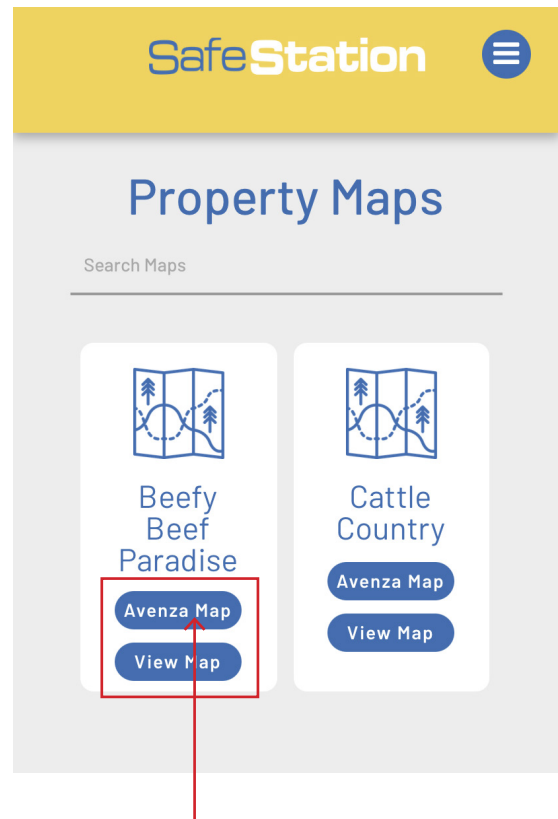 SafeStation
Property Maps
Search Maps
Beefy
Beef
Paradise
Avenza Map
View Map
Cattle
Country
Avenza Map
View Map